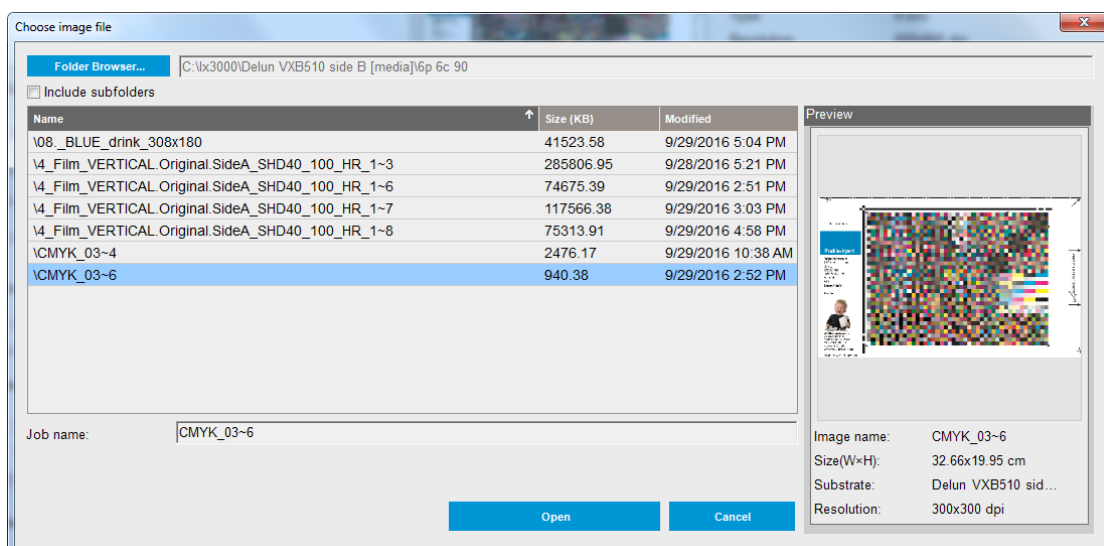 Choose image file
Folder Browser... C:\lx3000\Delun VXB510 side B [media]\6p 6c 90
Include subfolders
Name Size (KB) Modified
\08._BLUE_drink_308x180 41523.58 9/29/2016 5:04 PM
\4_Film_VERTICAL.Original.SideA_SHD40_100_HR_1~3 285806.95 9/28/2016 5:21 PM
\4_Film_VERTICAL.Original.SideA_SHD40_100_HR_1~6 74675.39 9/29/2016 2:51 PM
\4_Film_VERTICAL.Original.SideA_SHD40_100_HR_1~7 117566.38 9/29/2016 3:03 PM
\4_Film_VERTICAL.Original.SideA_SHD40_100_HR_1~8 75313.91 9/29/2016 4:58 PM
\CMYK_03~4 2476.17 9/29/2016 10:38 AM
\CMYK_03~6 940.38 9/29/2016 2:52 PM
Job name: CMYK_03~6
Open Cancel
Preview
Profile-Xpert
Image name: CMYK_03~6
Size(W×H): 32.66x19.95 cm
Substrate: Delun VXB510 sid...
Resolution: 300x300 dpi